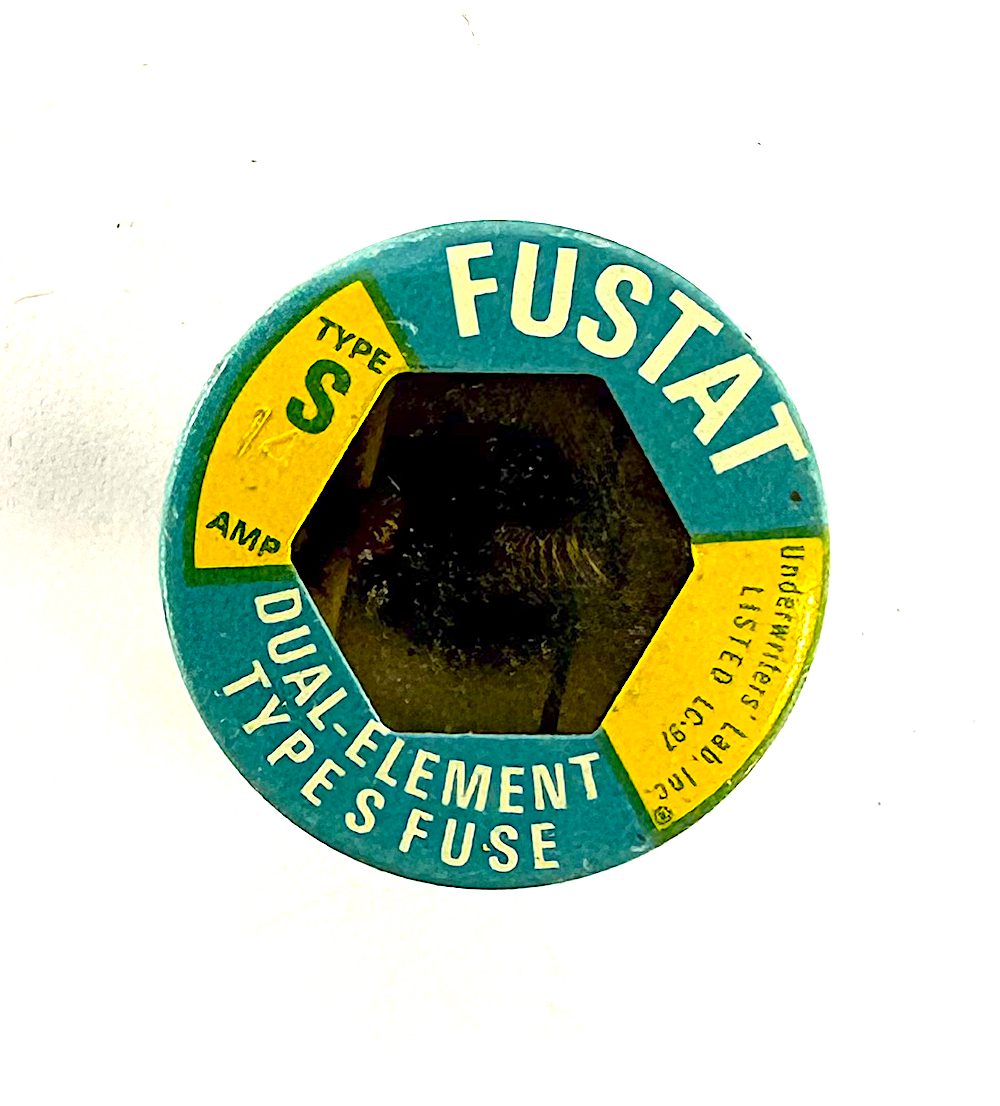 FUSTAT
TYPE
S
AMP
Underwriters' Lab. Inc.®
LISTED LC-97
DUAL-ELEMENT
TYPE S FUSE